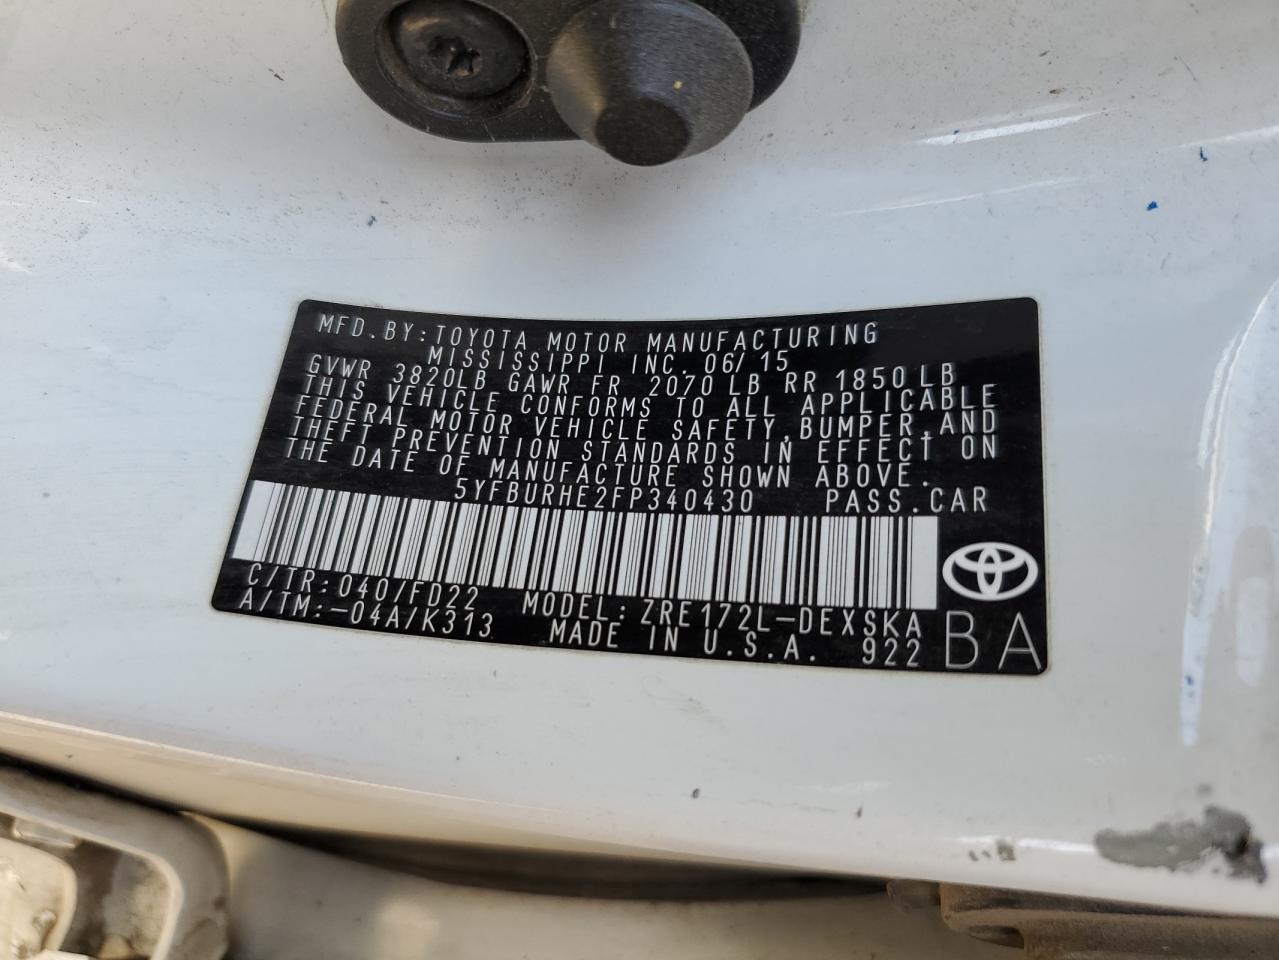 MFD.BY:TOYOTA MOTOR MANUFACTURING
MISSISSIPPI INC. 06/15
GVWR 3820LB GAWR FR 2070 LB RR 1850 LB
THIS VEHICLE CONFORMS TO ALL APPLICABLE
FEDERAL MOTOR VEHICLE SAFETY,BUMPER,AND
THEFT PREVENTION STANDARDS IN EFFECT ON
THE DATE OF MANUFACTURE SHOWN ABOVE.
5YFBURHE2FP340430 PASS.CAR
C/TR:040/FD22 MODEL:ZRE172L-DEXSKA
A/TM:-04A/K313 MADE IN U.S.A. 922 BA